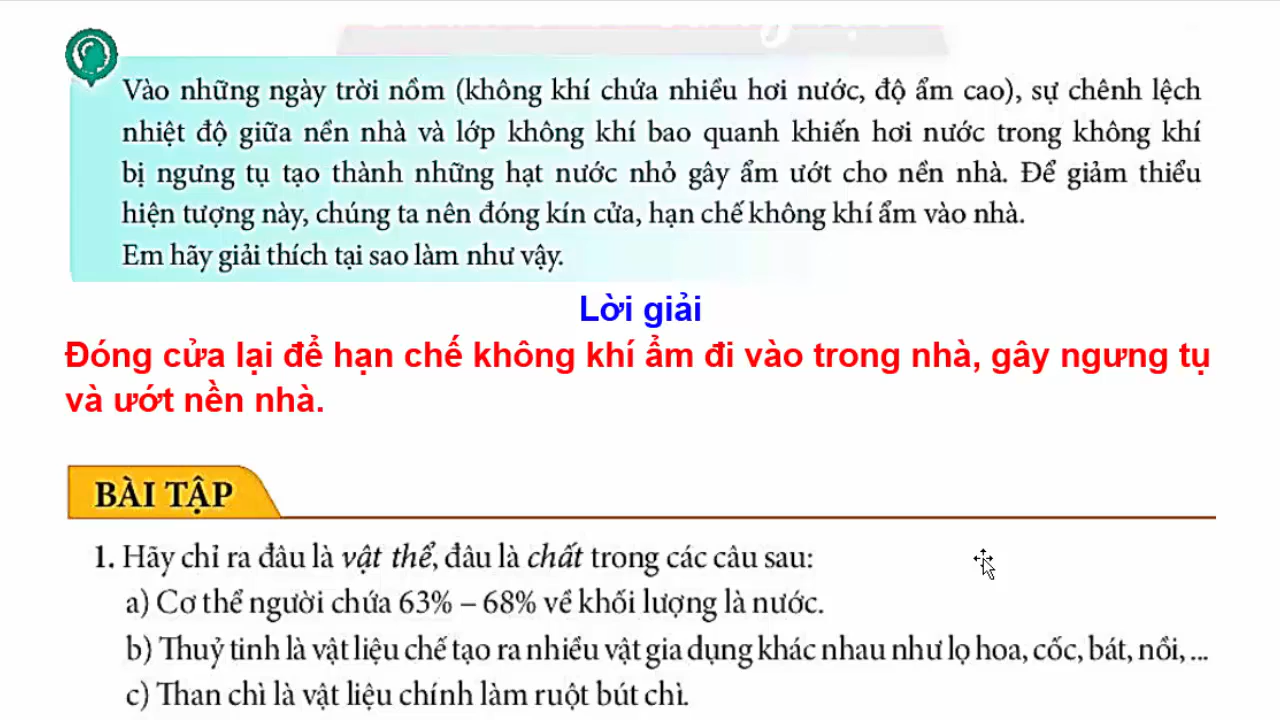 Vào những ngày trời nồm (không khí chứa nhiều hơi nước, độ ẩm cao), sự chênh lệch
nhiệt độ giữa nền nhà và lớp không khí bao quanh khiến hơi nước trong không khí
bị ngưng tụ tạo thành những hạt nước nhỏ gây ẩm ướt cho nền nhà. Để giảm thiểu
hiện tượng này, chúng ta nên đóng kín cửa, hạn chế không khí ẩm vào nhà.
Em hãy giải thích tại sao làm như vậy.
Lời giải
Đóng cửa lại để hạn chế không khí ẩm đi vào trong nhà, gây ngưng tụ
và ướt nền nhà.
BÀI TẬP
1. Hãy chỉ ra đâu là vật thể, đâu là chất trong các câu sau:
a) Cơ thể người chứa 63% – 68% về khối lượng là nước.
b) Thuỷ tinh là vật liệu chế tạo ra nhiều vật gia dụng khác nhau như lọ hoa, cốc, bát, nồi, ...
c) Than chì là vật liệu chính làm ruột bút chì.